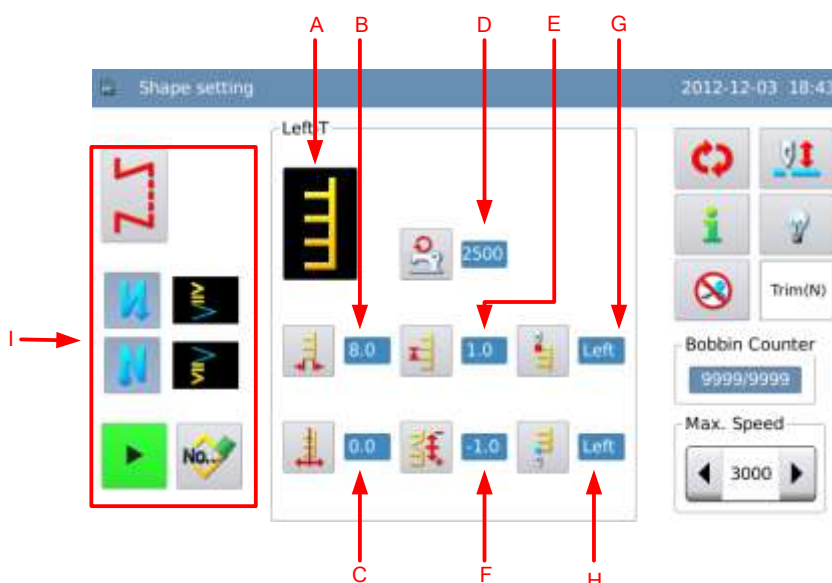 A B D E G
Shape setting 2012-12-03 18:43
Left T
2500
Trim(N)
I
8.0 1.0 Left
Bobbin Counter
9999/9999
Max. Speed
No...
0.0 -1.0 Left
3000
C F H